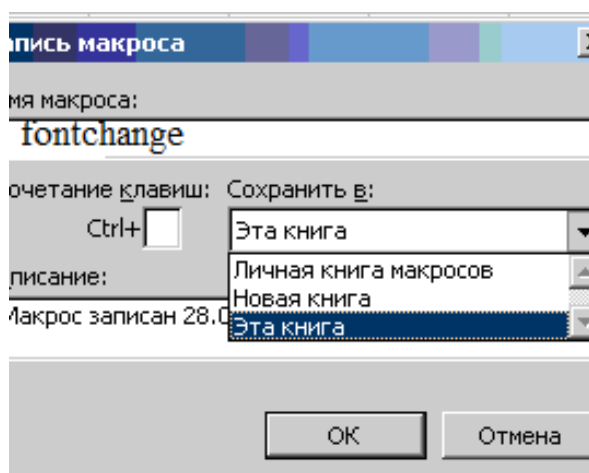 апись макроса
мя макроса:
fontchange
очетание клавиш: Сохранить в:
Ctrl+ Эта книга
Личная книга макросов
писание: Новая книга
Макрос записан 28.0 Эта книга
ОК Отмена